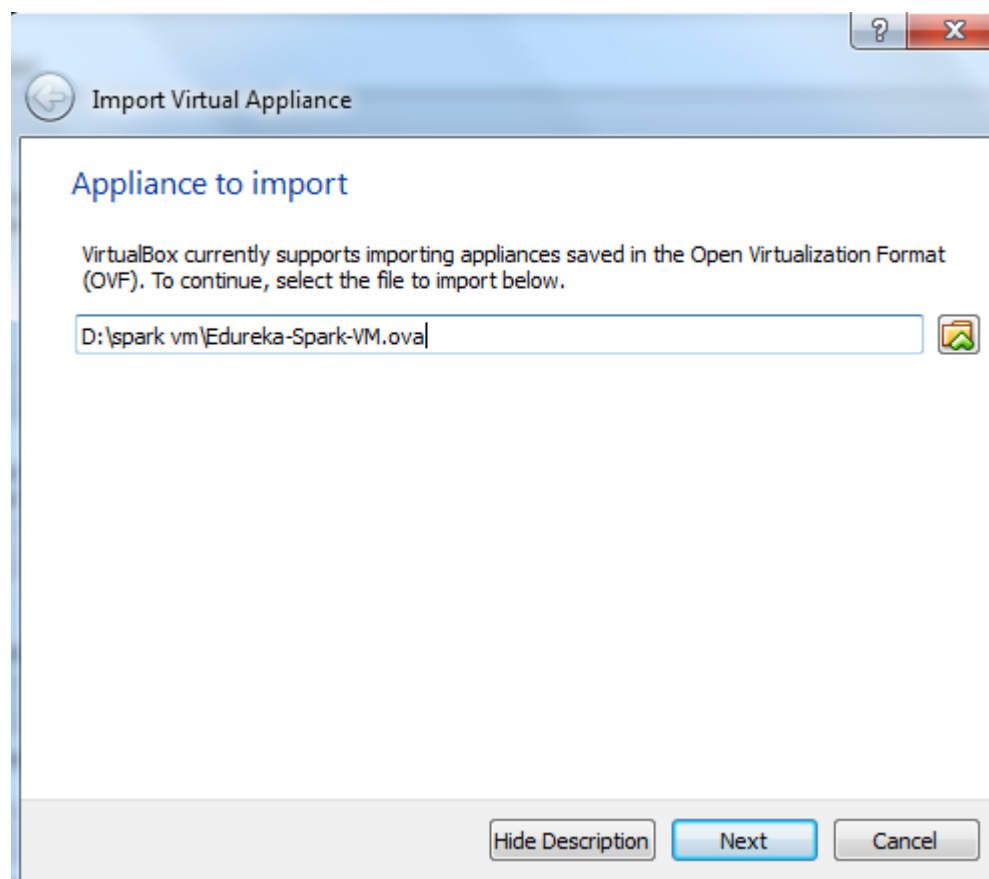 Import Virtual Appliance
Appliance to import
VirtualBox currently supports importing appliances saved in the Open Virtualization Format
(OVF). To continue, select the file to import below.
D:\spark vm\Edureka-Spark-VM.ova
Hide Description Next Cancel